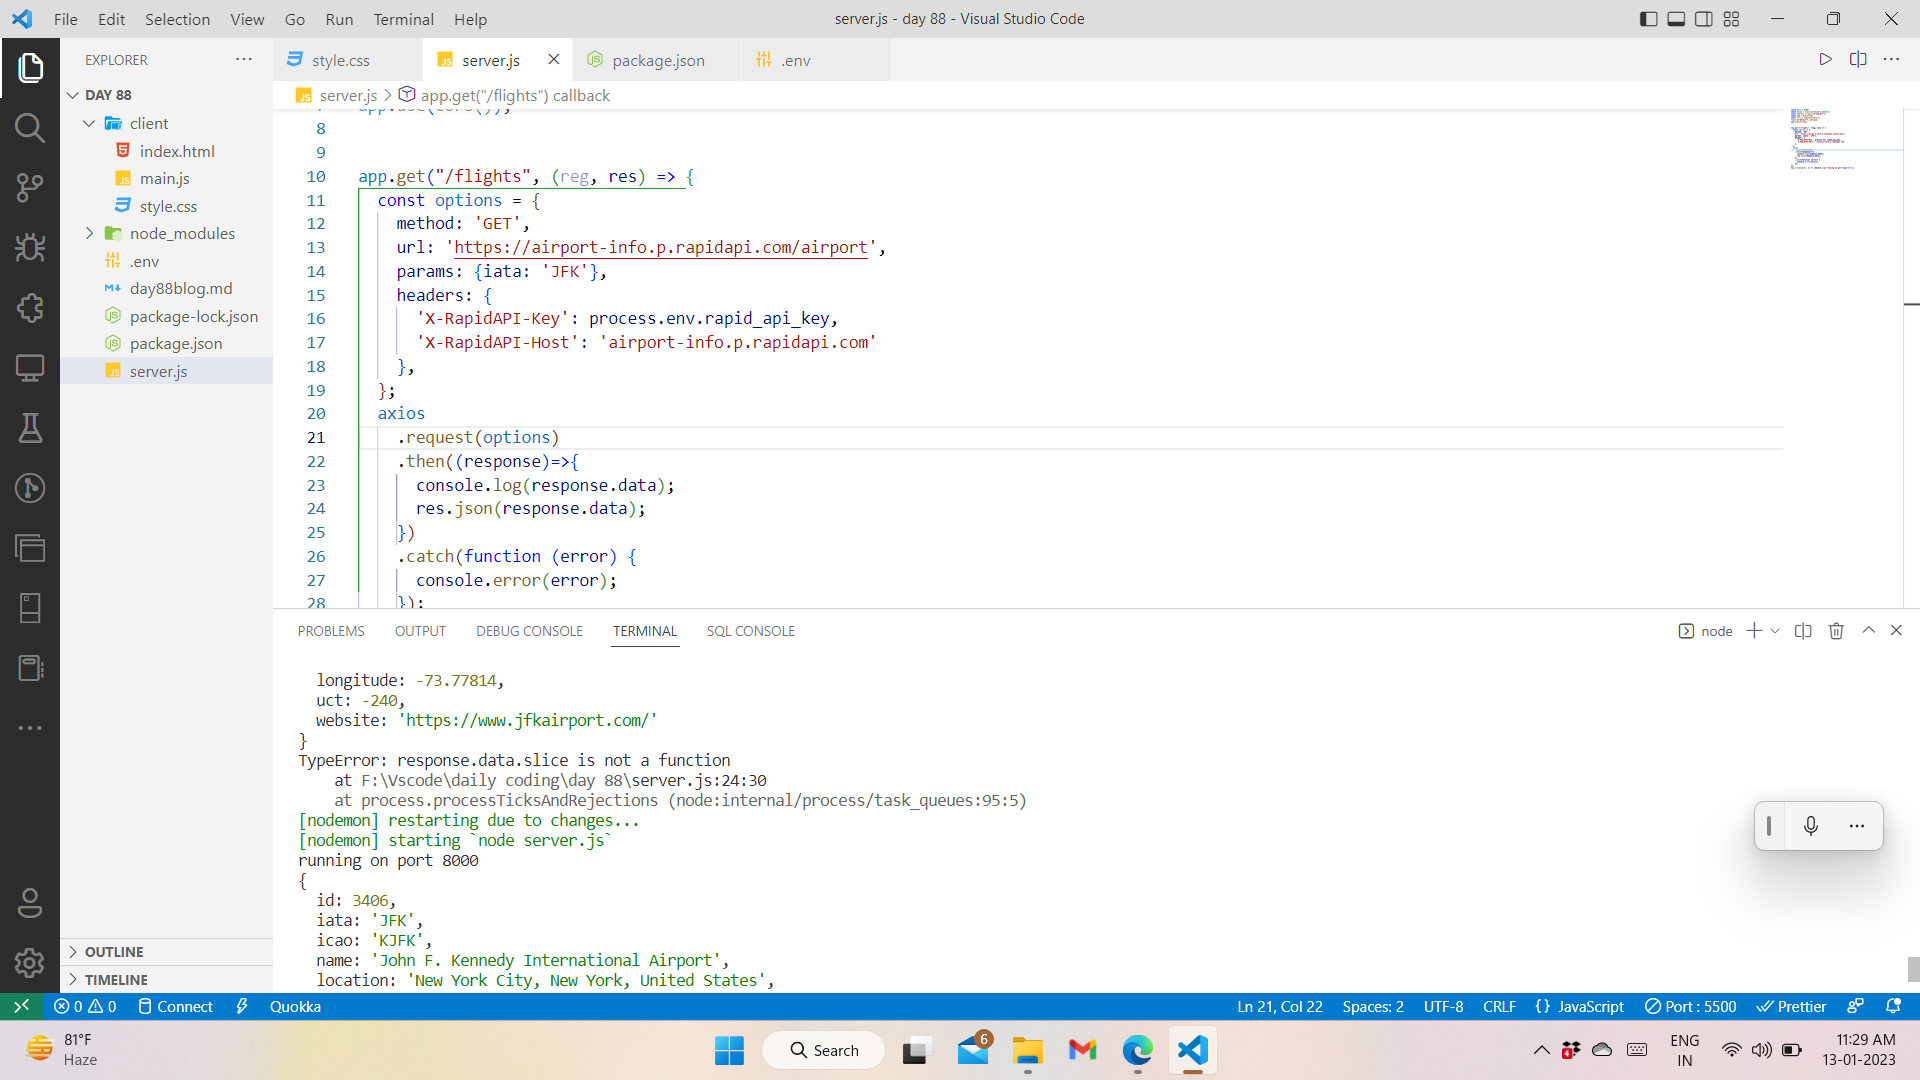 File Edit Selection View Go Run Terminal Help
server.js - day 88 - Visual Studio Code
EXPLORER
style.css
server.js
package.json
.env
DAY 88
server.js > app.get("/flights") callback
client
index.html
main.js
style.css
node_modules
.env
day88blog.md
package-lock.json
package.json
server.js
OUTLINE
TIMELINE
app.use(cors());
8
9
10 app.get("/flights", (reg, res) => {
11 const options = {
12 method: 'GET',
13 url: 'https://airport-info.p.rapidapi.com/airport',
14 params: {iata: 'JFK'},
15 headers: {
16 'X-RapidAPI-Key': process.env.rapid_api_key,
17 'X-RapidAPI-Host': 'airport-info.p.rapidapi.com'
18 },
19 };
20 axios
21 .request(options)
22 .then((response)=>{
23 console.log(response.data);
24 res.json(response.data);
25 })
26 .catch(function (error) {
27 console.error(error);
28 });
PROBLEMS OUTPUT DEBUG CONSOLE TERMINAL SQL CONSOLE
node
longitude: -73.77814,
uct: -240,
website: 'https://www.jfkairport.com/'
}
TypeError: response.data.slice is not a function
at F:\Vscode\daily coding\day 88\server.js:24:30
at process.processTicksAndRejections (node:internal/process/task_queues:95:5)
[nodemon] restarting due to changes...
[nodemon] starting `node server.js`
running on port 8000
{
id: 3406,
iata: 'JFK',
icao: 'KJFK',
name: 'John F. Kennedy International Airport',
location: 'New York City, New York, United States',
0 0 Connect Quokka
Ln 21, Col 22 Spaces: 2 UTF-8 CRLF {} JavaScript Port : 5500 Prettier
81°F
Haze
Search
6
4
ENG
IN
11:29 AM
13-01-2023